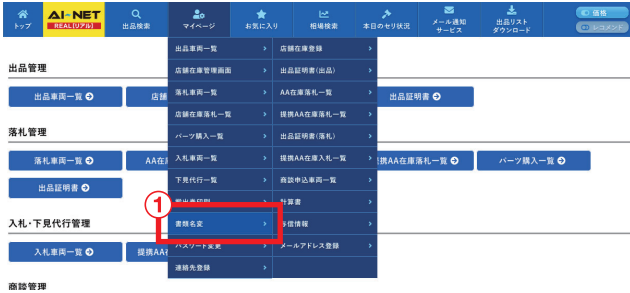 トップ
AI-NET
REAL[リアル]
出品検索
マイページ
お気に入り
相場検索
本日のセリ状況
メール通知
サービス
出品リスト
ダウンロード
価格
レコメンド
出品車両一覧
店舗在庫登録
店舗在庫管理画面
出品証明書(出品)
落札車両一覧
AA在庫落札一覧
店頭在庫落札一覧
提携AA在庫落札一覧
パーツ購入一覧
出品証明書(落札)
入札車両一覧
提携AA在庫入札一覧
下見代行一覧
商談申込車両一覧
計算書
書類名変
与信情報
パスワード変更
メールアドレス登録
連絡先登録
1
出品管理
出品車両一覧
店舗
出品証明書
落札管理
落札車両一覧
AA在庫
提携AA在庫落札一覧
パーツ購入一覧
出品証明書
入札・下見代行管理
入札車両一覧
提携AA在
商談管理